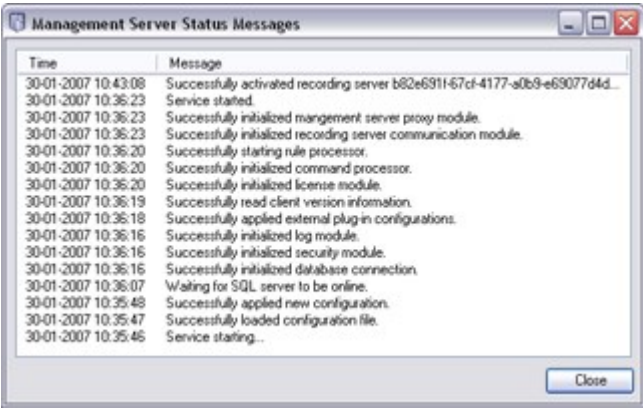 Management Server Status Messages
Time Message
30-01-2007 10:43:08 Successfully activated recording server b82e691f-67cf-4177-a0b9-e69077d4d...
30-01-2007 10:36:23 Service started.
30-01-2007 10:36:23 Successfully initialized mangement server proxy module.
30-01-2007 10:36:23 Successfully initialized recording server communication module.
30-01-2007 10:36:20 Successfully starting rule processor.
30-01-2007 10:36:20 Successfully initialized command processor.
30-01-2007 10:36:20 Successfully initialized license module.
30-01-2007 10:36:19 Successfully read client version information.
30-01-2007 10:36:18 Successfully applied external plug-in configurations.
30-01-2007 10:36:16 Successfully initialized log module.
30-01-2007 10:36:16 Successfully initialized security module.
30-01-2007 10:36:16 Successfully initialized database connection.
30-01-2007 10:36:07 Waiting for SQL server to be online.
30-01-2007 10:35:48 Successfully applied new configuration.
30-01-2007 10:35:47 Successfully loaded configuration file.
30-01-2007 10:35:46 Service starting...
Close